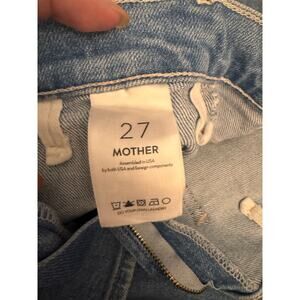 27
MOTHER
Assembled in USA
by both USA and foreign components
DO YOUR OWN LAUNDRY